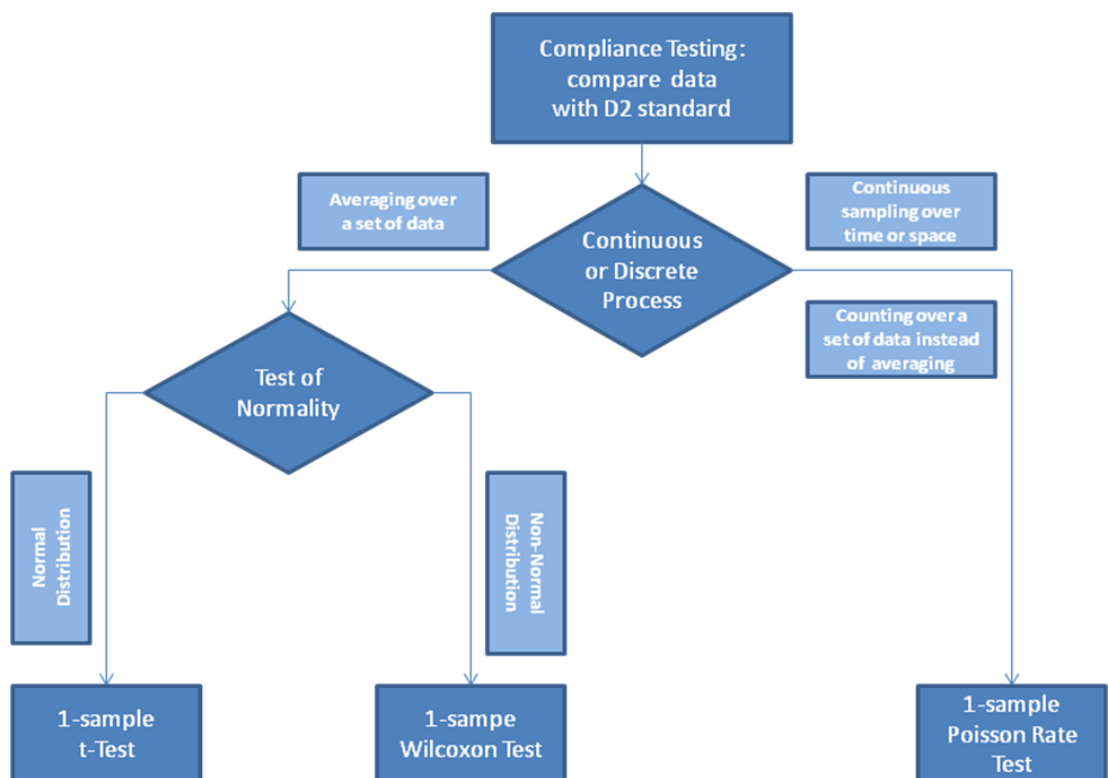 Compliance Testing:
compare data
with D2 standard
Averaging over
a set of data
Continuous
sampling over
time or space
Continuous
or Discrete
Process
Counting over a
set of data instead
of averaging
Test of
Normality
Normal
Distribution
Non-Normal
Distribution
1-sample
t-Test
1-sampe
Wilcoxon Test
1-sample
Poisson Rate
Test